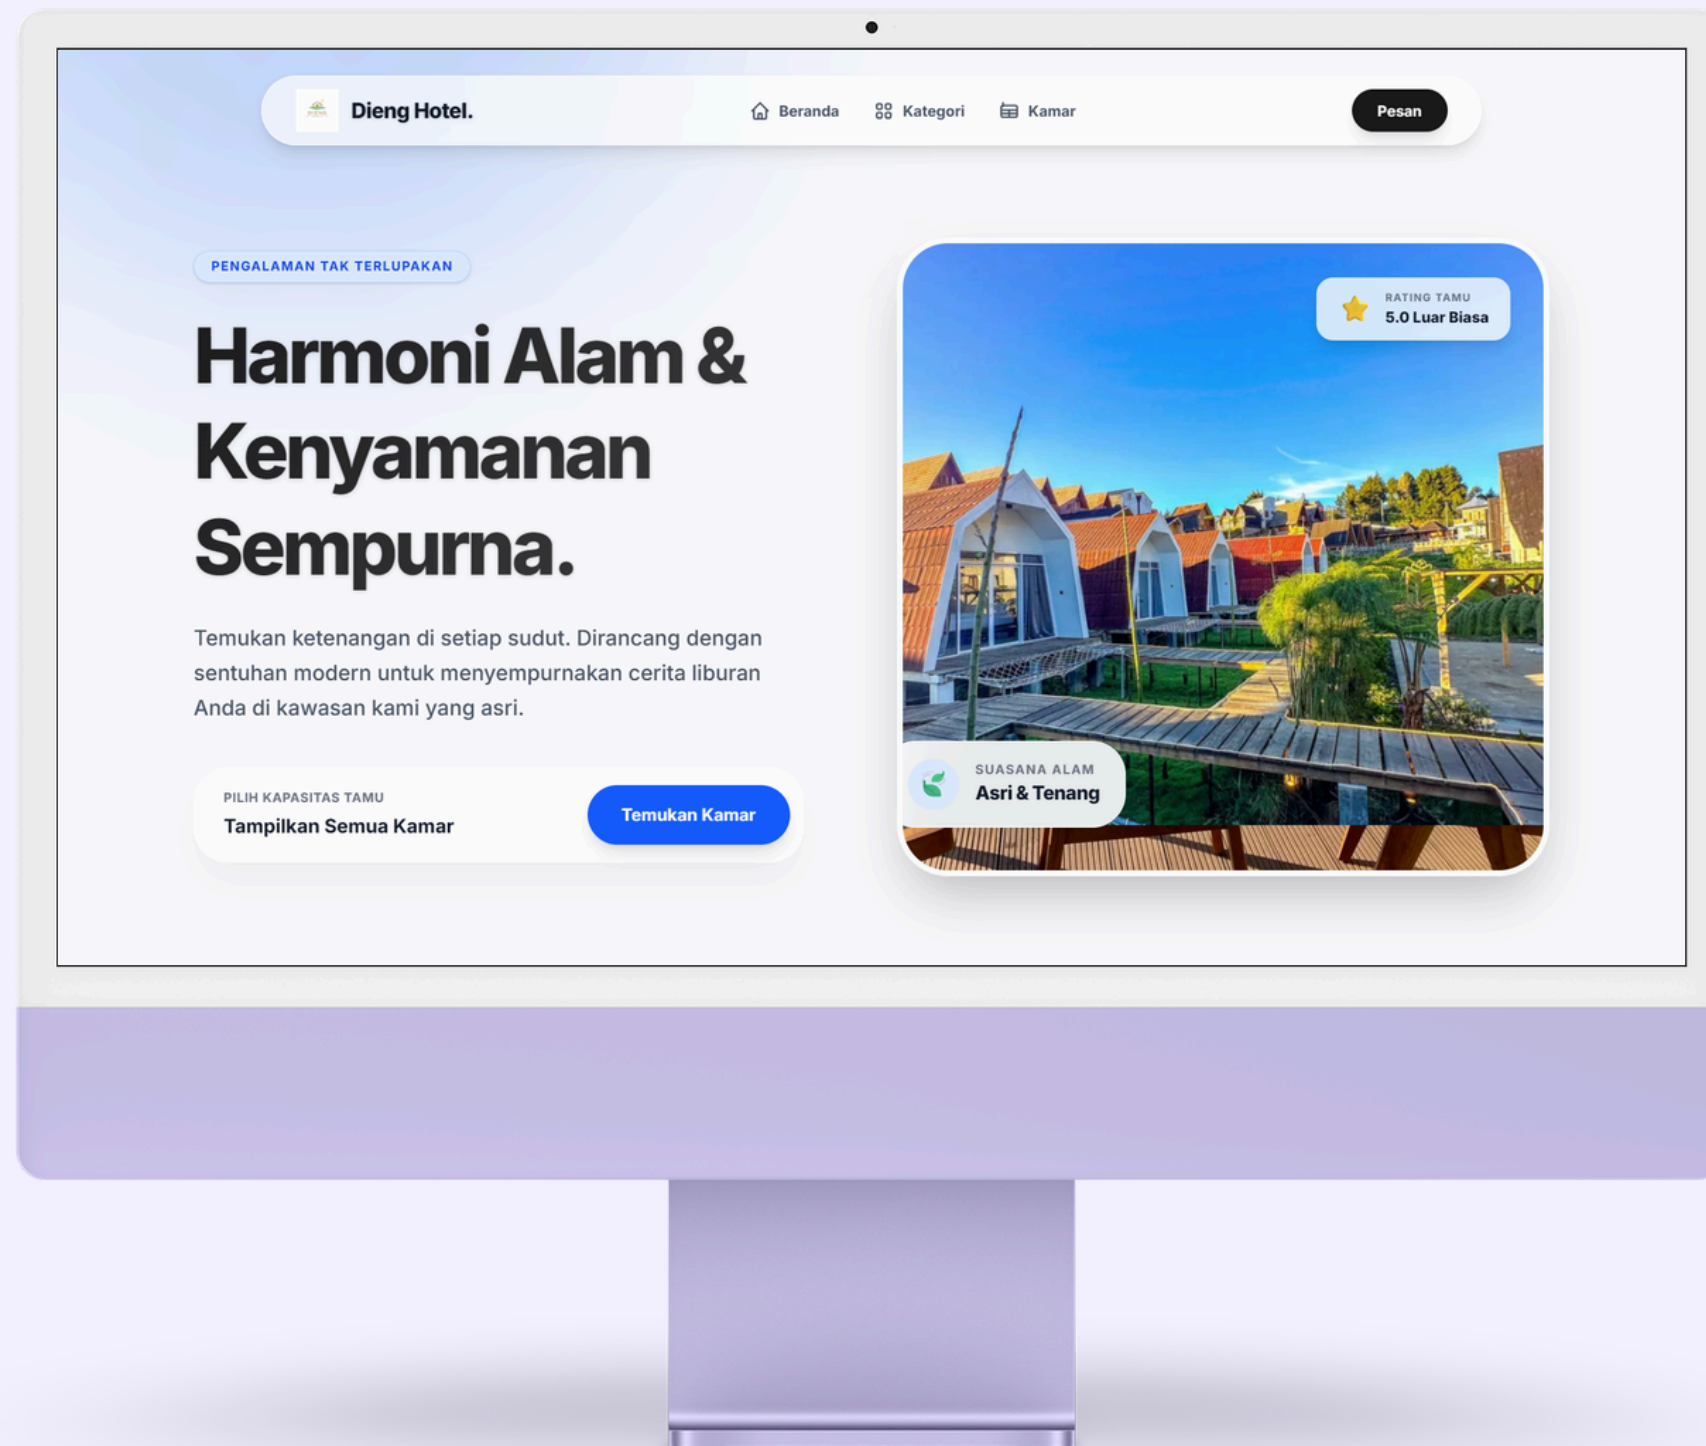 Dieng Hotel.
Beranda
Kategori
Kamar
Pesan
PENGALAMAN TAK TERLUPAKAN
Harmoni Alam &
Kenyamanan
Sempurna.
Temukan ketenangan di setiap sudut. Dirancang dengan
sentuhan modern untuk menyempurnakan cerita liburan
Anda di kawasan kami yang asri.
PILIH KAPASITAS TAMU
Tampilkan Semua Kamar
Temukan Kamar
RATING TAMU
5.0 Luar Biasa
SUASANA ALAM
Asri & Tenang